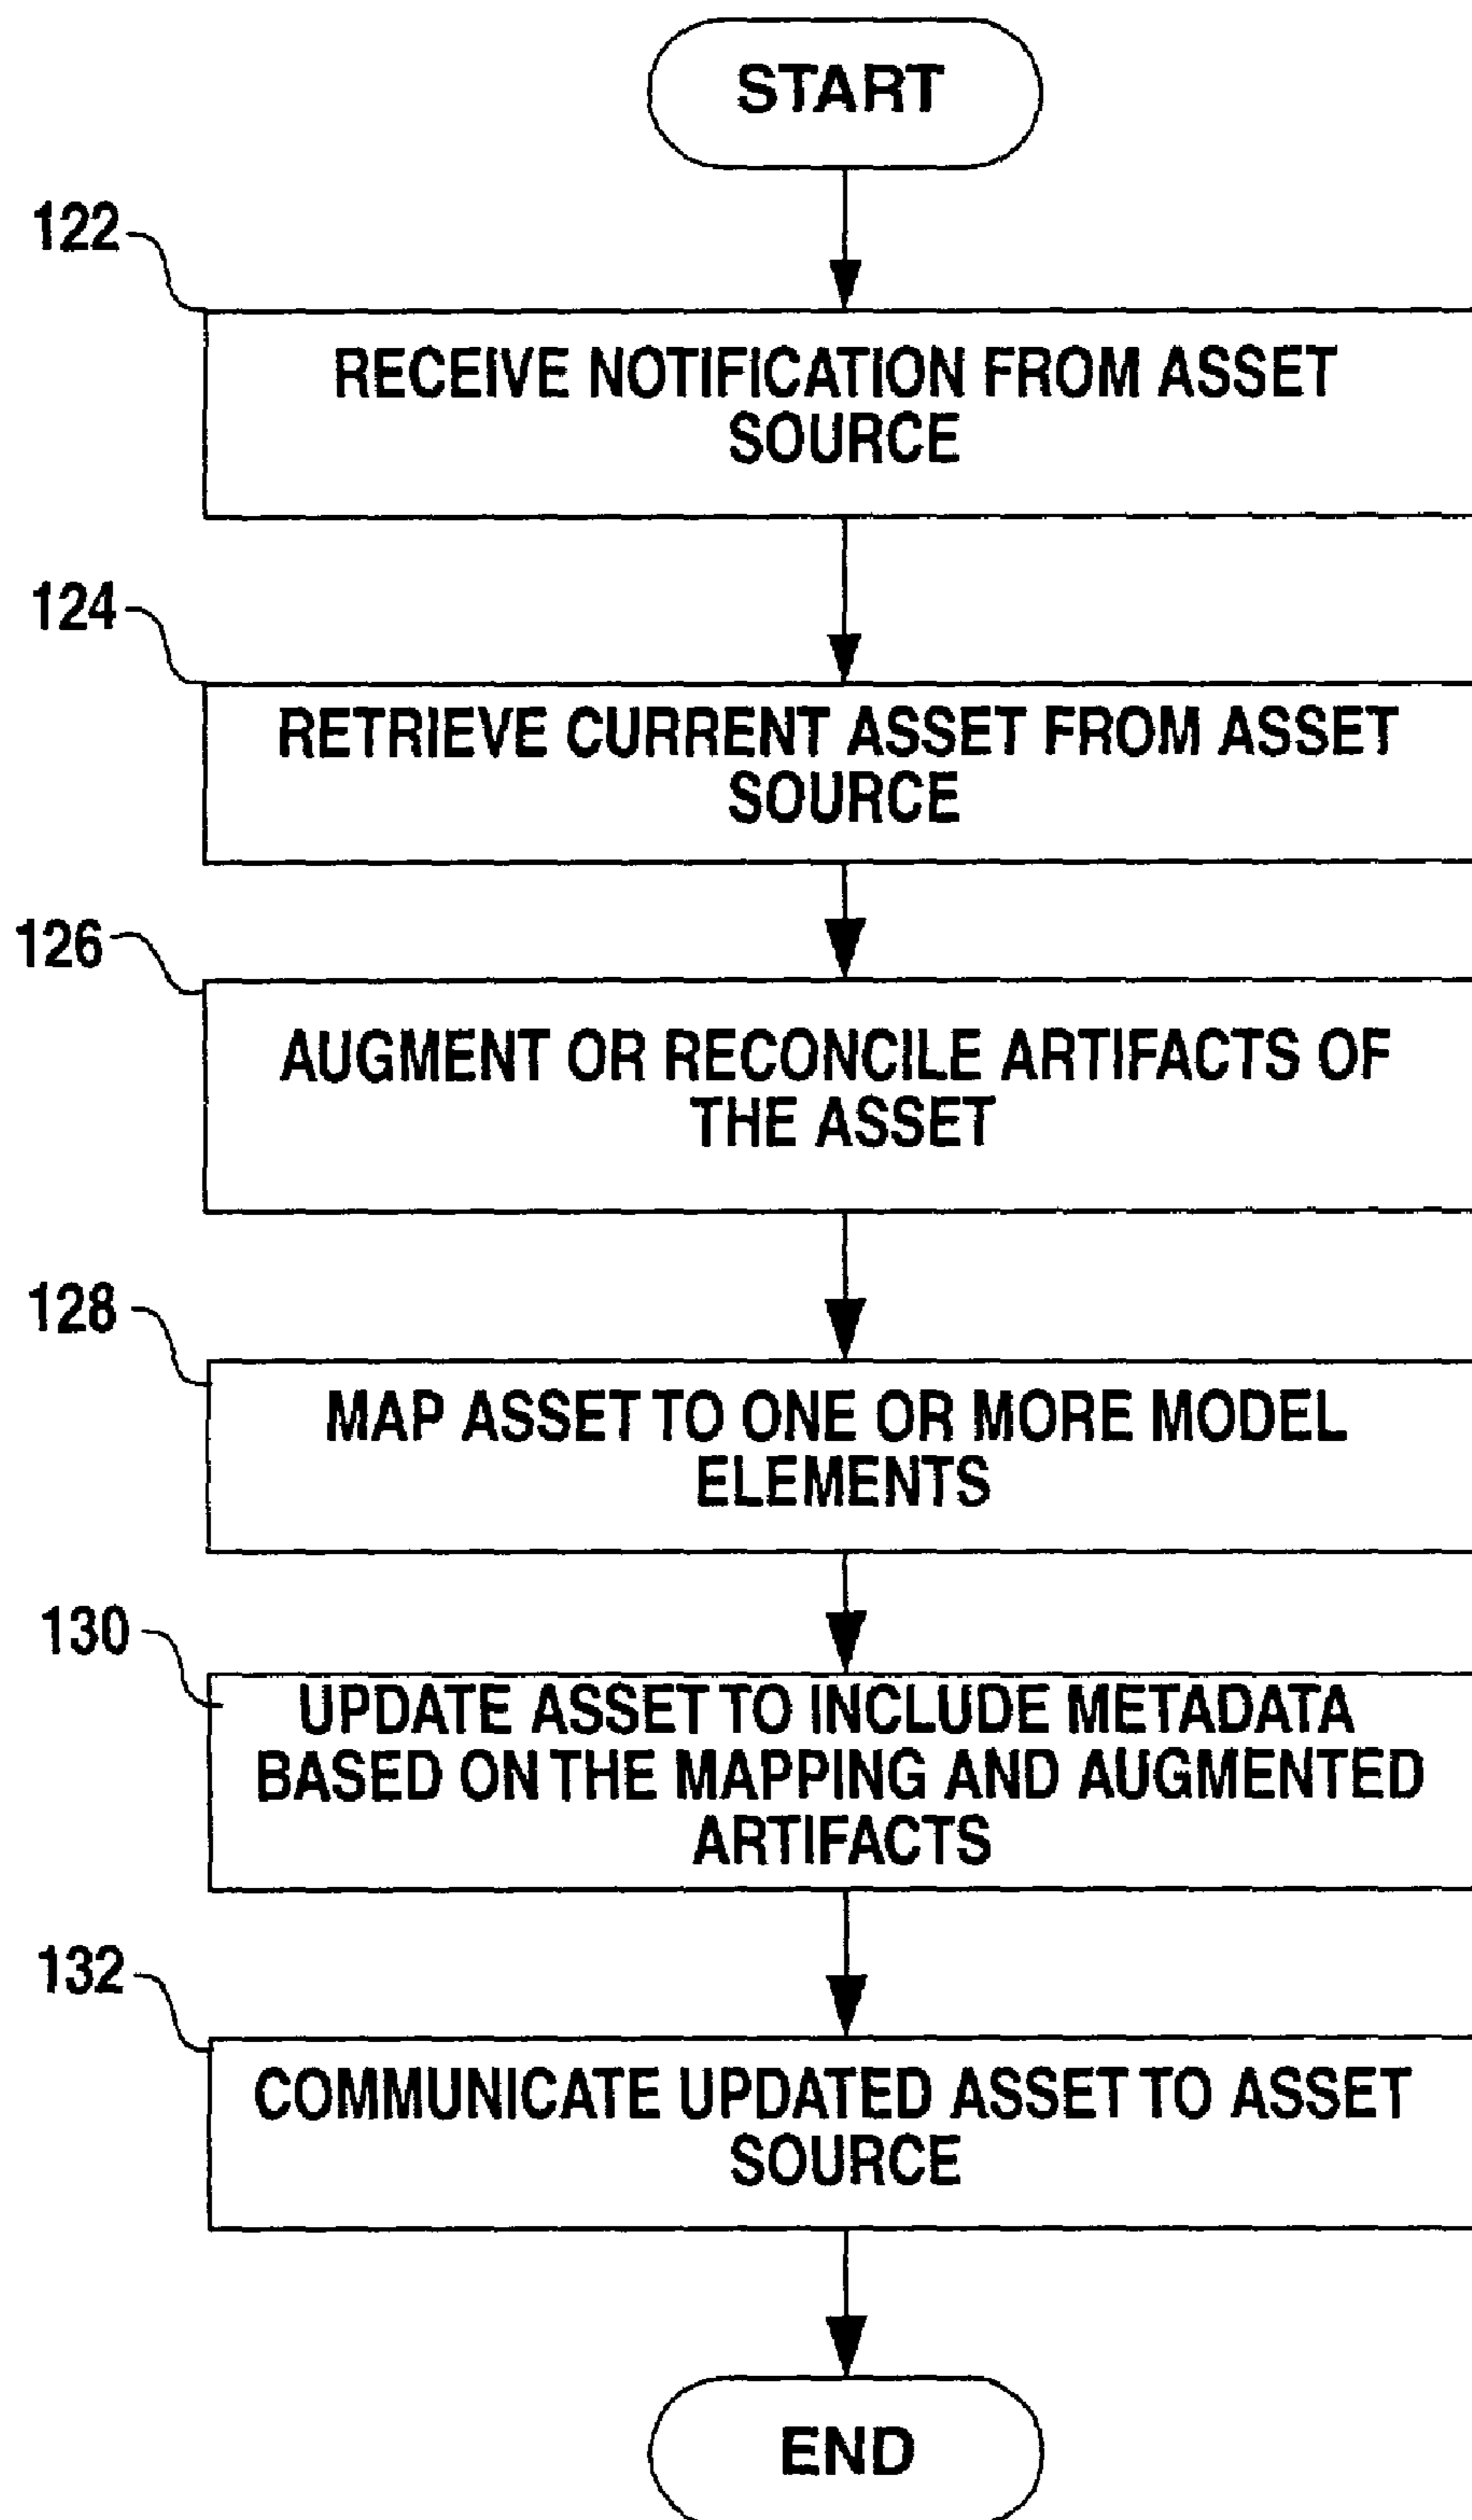 START
122
RECEIVE NOTIFICATION FROM ASSET
SOURCE
124
RETRIEVE CURRENT ASSET FROM ASSET
SOURCE
126
AUGMENT OR RECONCILE ARTIFACTS OF
THE ASSET
128
MAP ASSET TO ONE OR MORE MODEL
ELEMENTS
130
UPDATE ASSET TO INCLUDE METADATA
BASED ON THE MAPPING AND AUGMENTED
ARTIFACTS
132
COMMUNICATE UPDATED ASSET TO ASSET
SOURCE
END